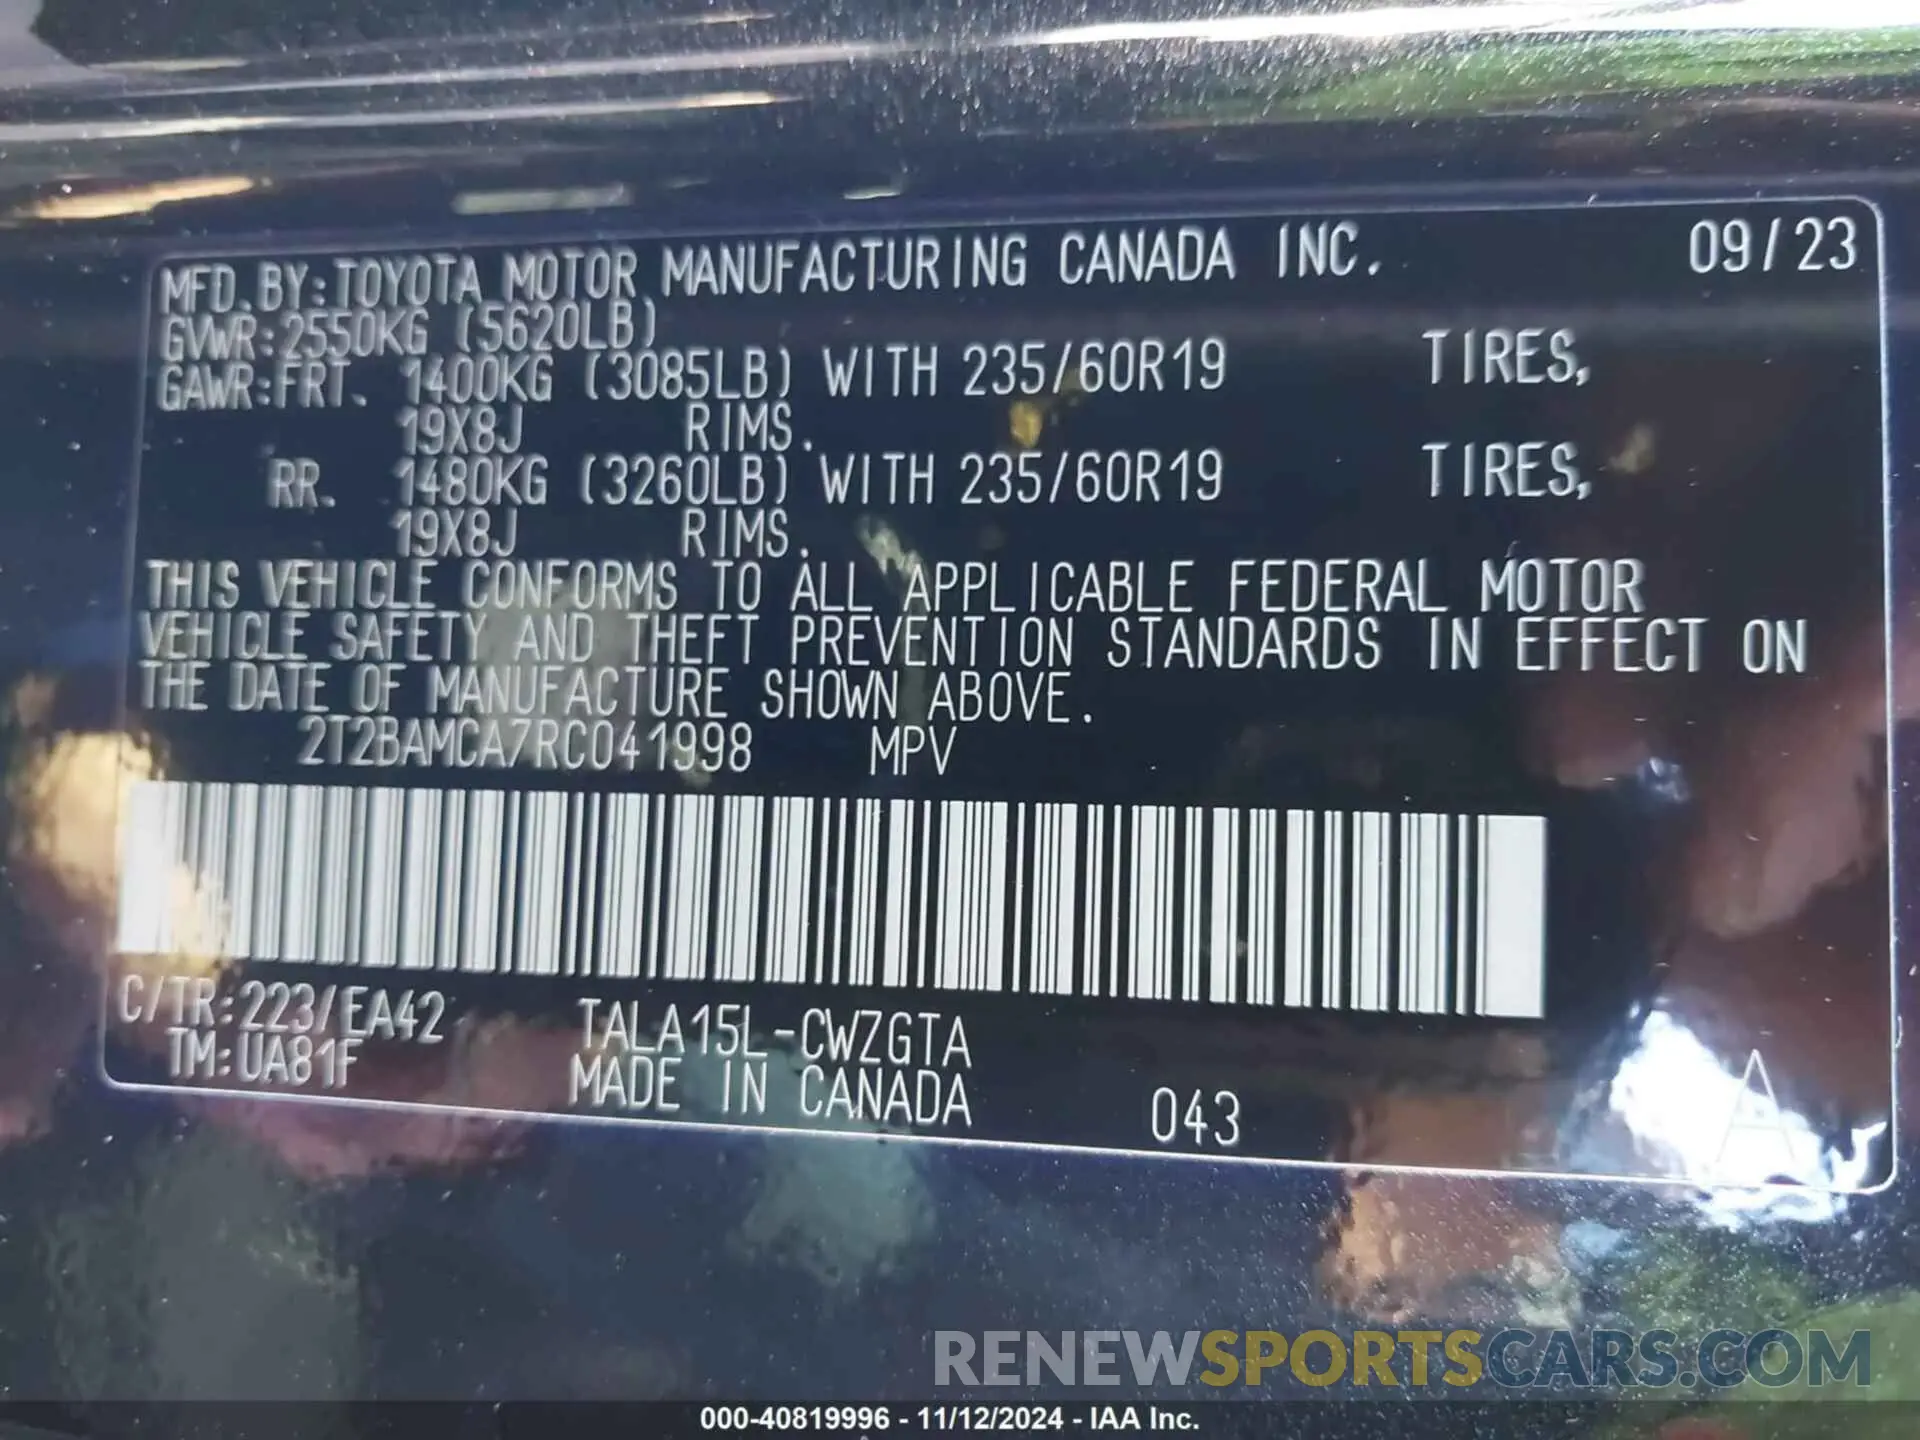 MFD.BY:TOYOTA MOTOR MANUFACTURING CANADA INC. 09/23
GVWR:2550KG (5620LB)
GAWR:FRT. 1400KG (3085LB) WITH 235/60R19 TIRES,
19X8J RIMS.
RR. 1480KG (3260LB) WITH 235/60R19 TIRES,
19X8J RIMS.
THIS VEHICLE CONFORMS TO ALL APPLICABLE FEDERAL MOTOR
VEHICLE SAFETY AND THEFT PREVENTION STANDARDS IN EFFECT ON
THE DATE OF MANUFACTURE SHOWN ABOVE.
2T2BAMCA7RC041998 MPV
C/TR:223/EA42 TALA15L-CWZGTA
TM:UA81F MADE IN CANADA 043
A
RENEWSPORTSCARS.COM
000-40819996 - 11/12/2024 - IAA Inc.